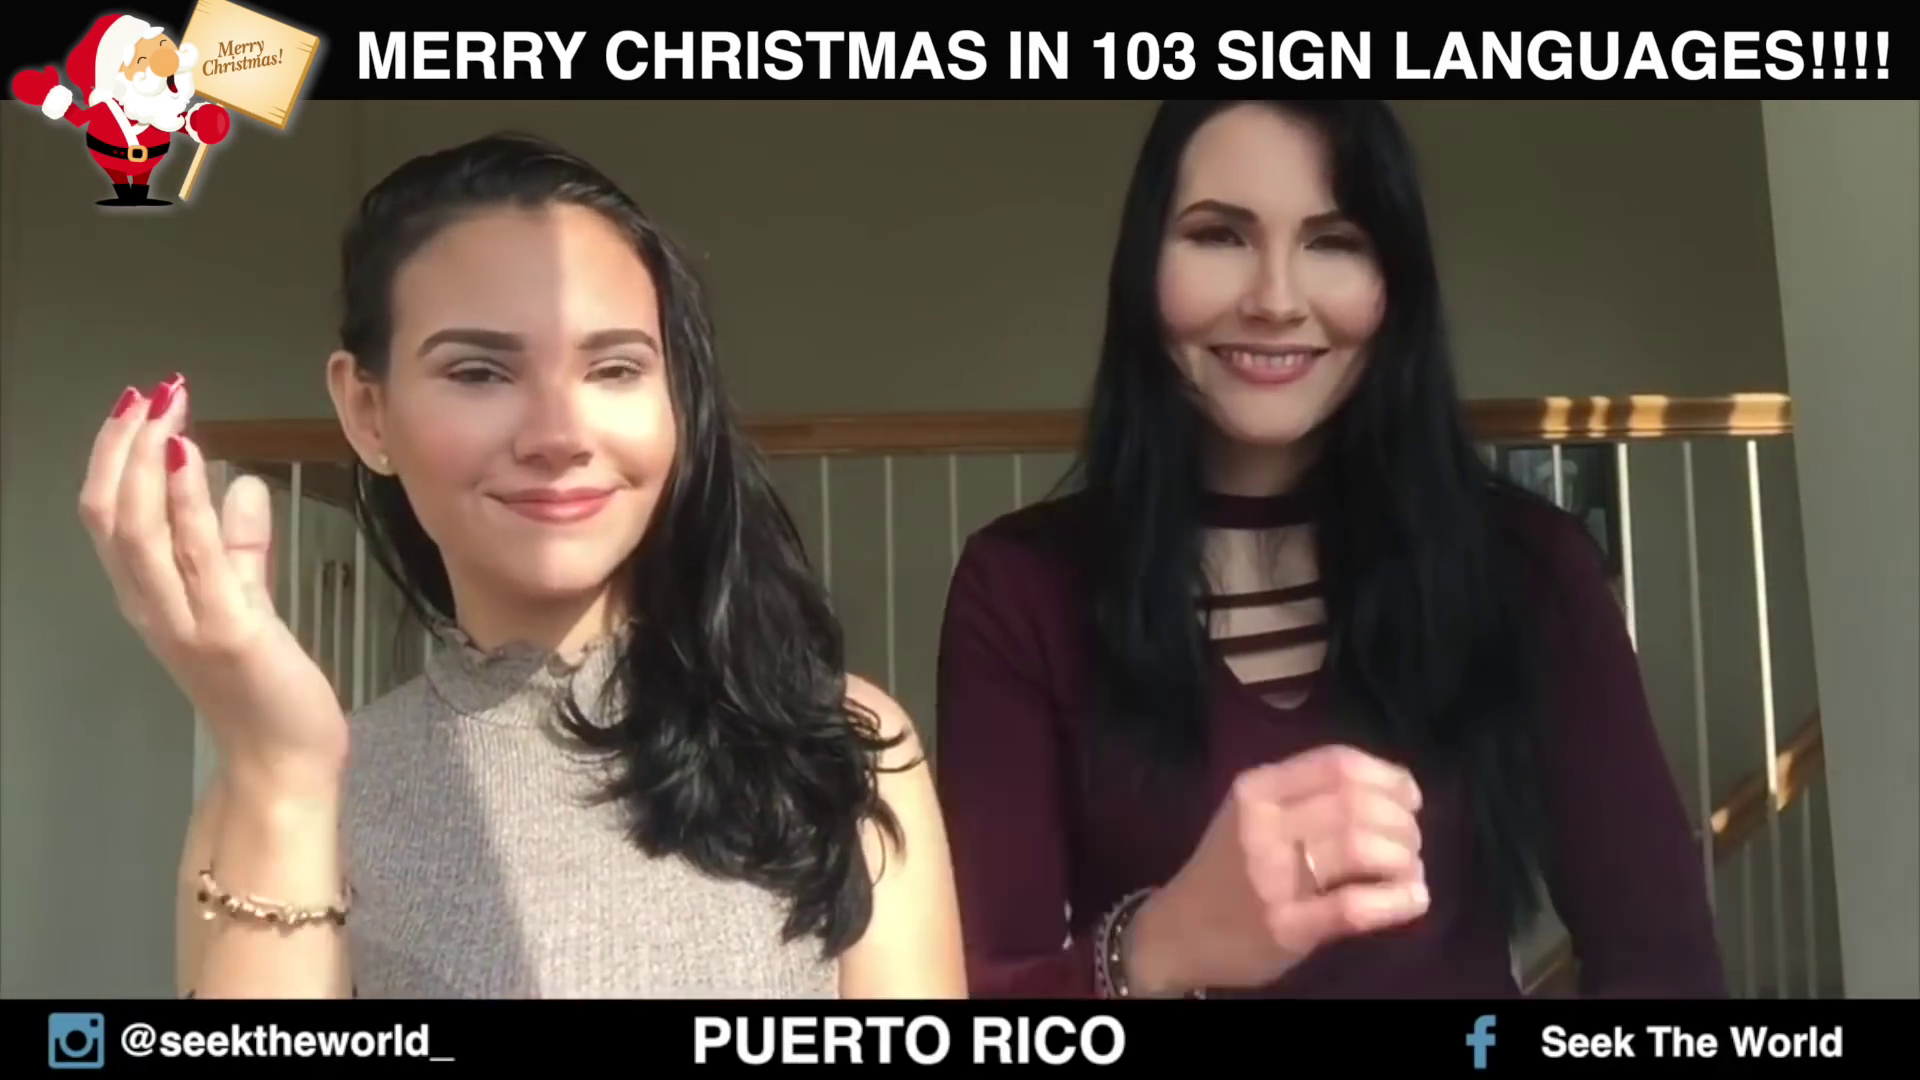 Merry
Christmas!
MERRY CHRISTMAS IN 103 SIGN LANGUAGES!!!!
@seektheworld_
PUERTO RICO
Seek The World